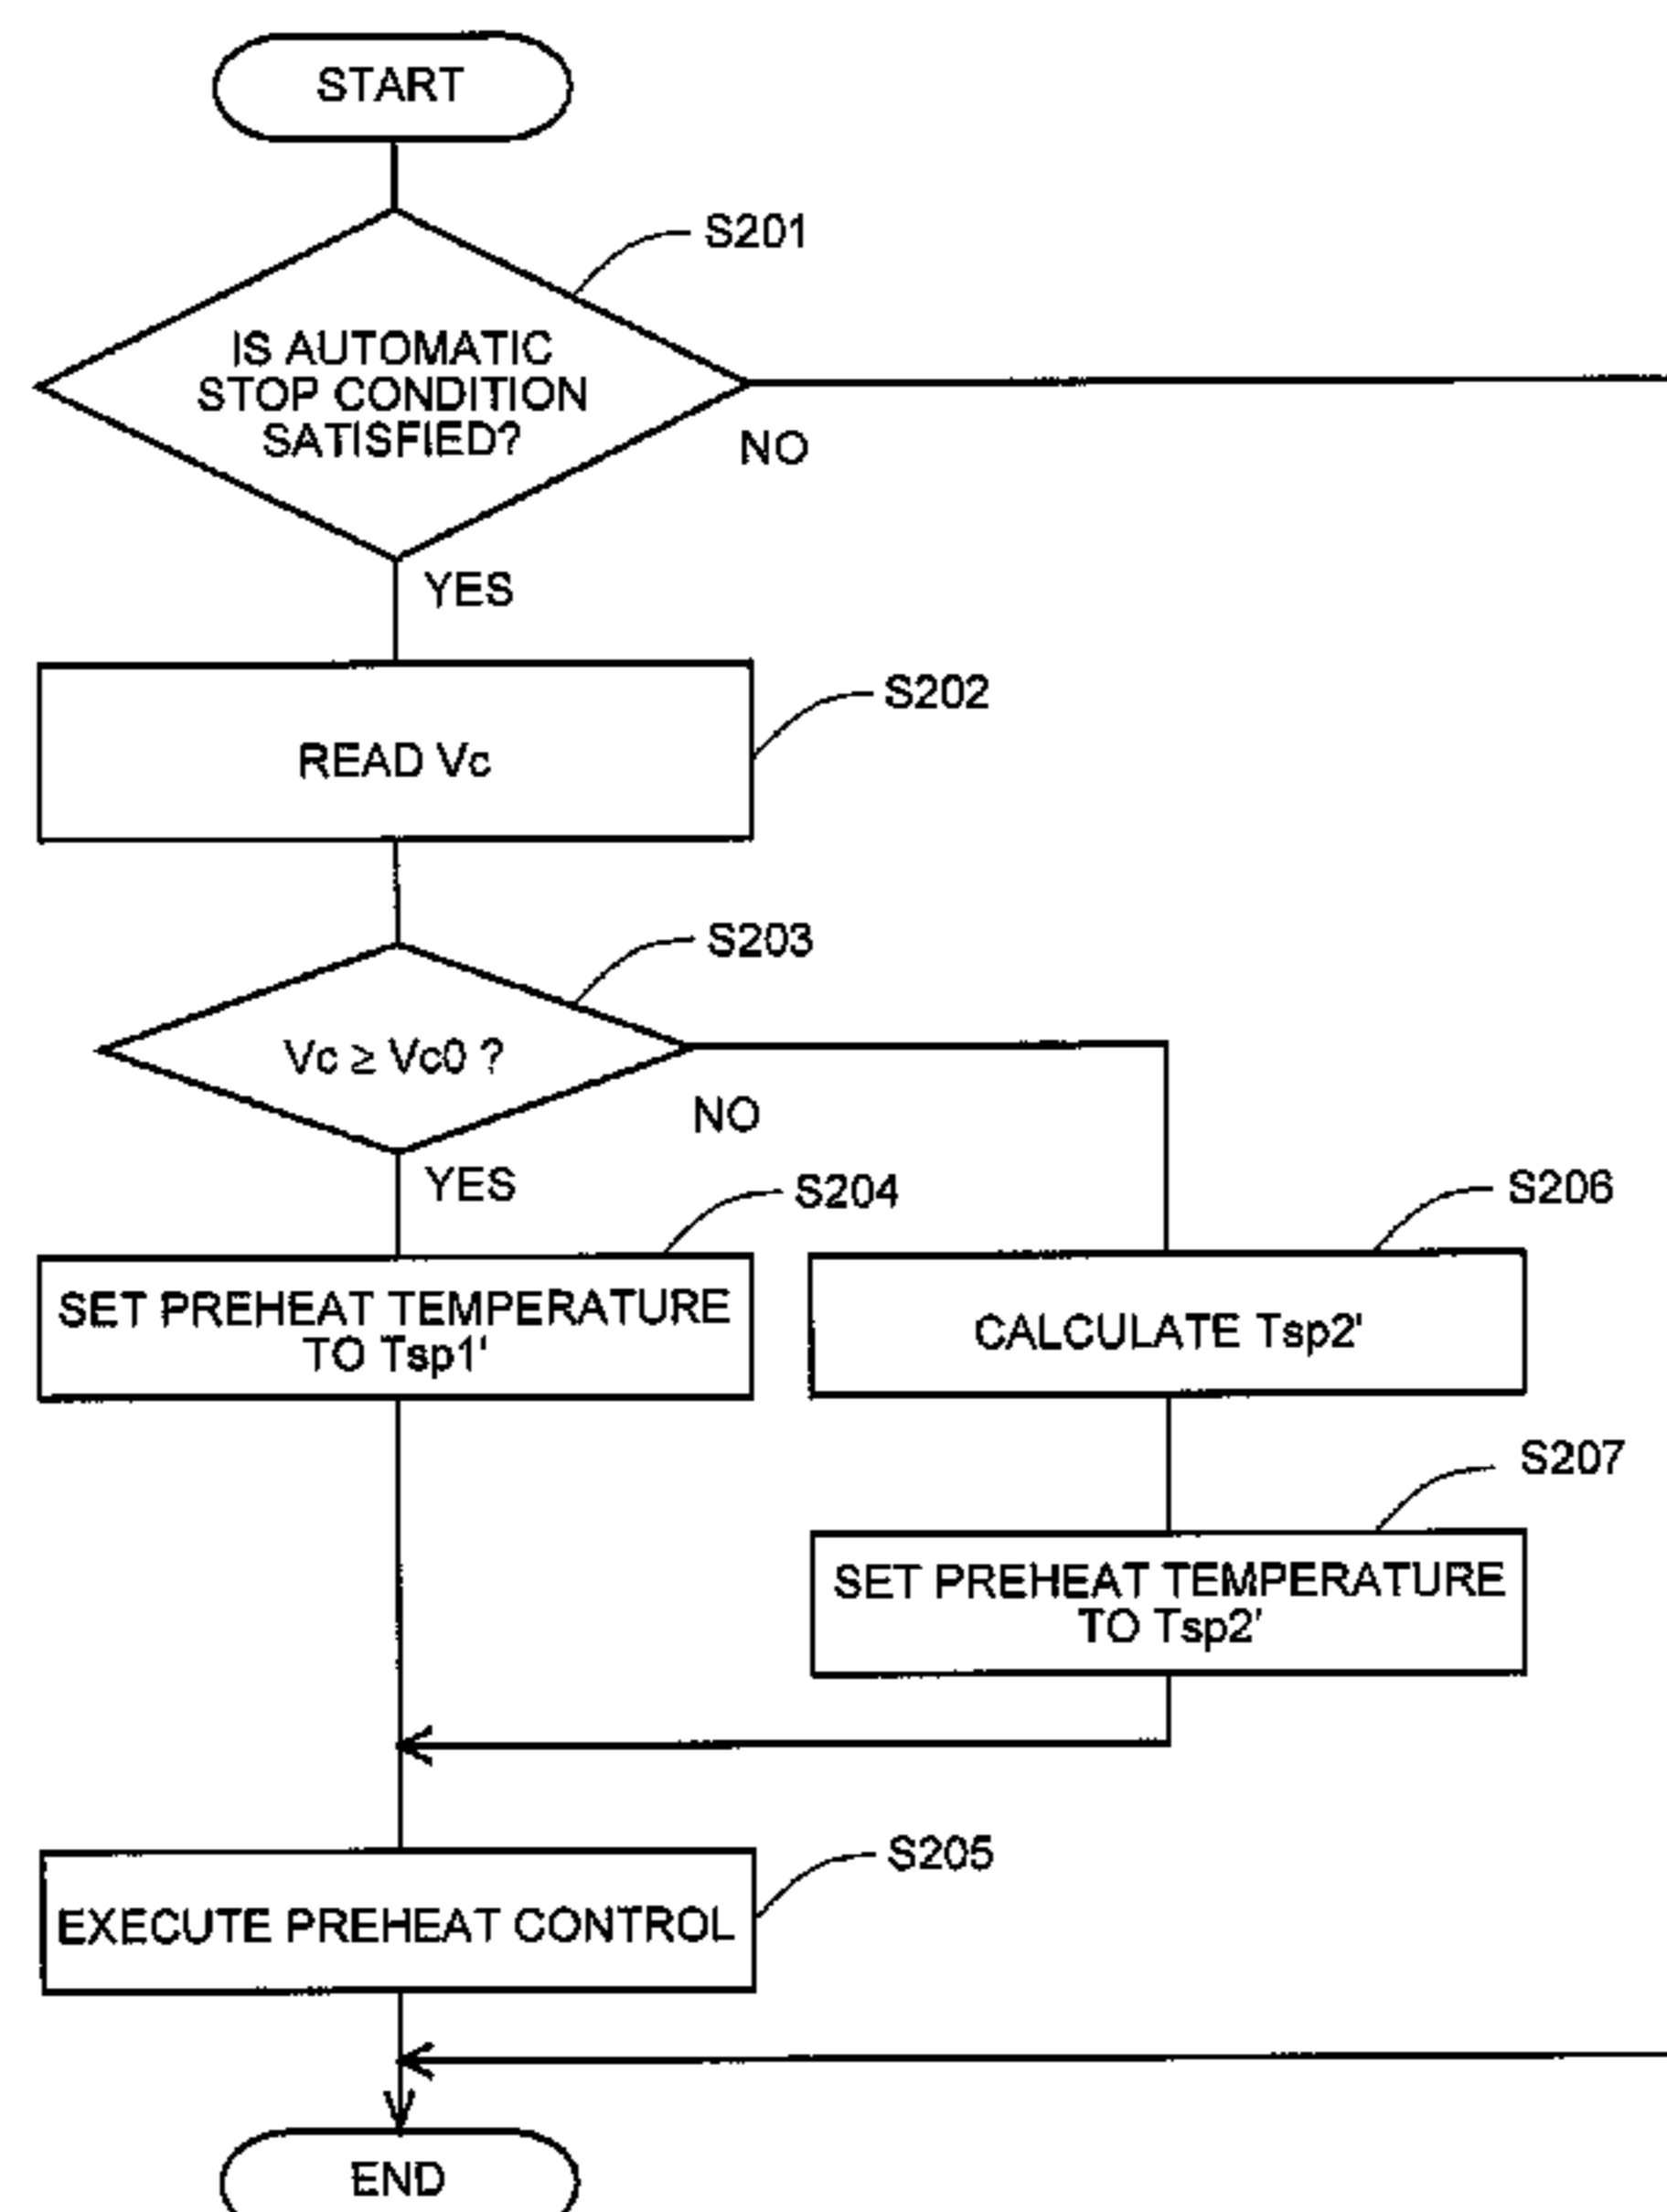 START
S201
IS AUTOMATIC
STOP CONDITION
SATISFIED?
NO
YES
S202
READ Vc
S203
Vc ≥ Vc0 ?
NO
YES
S204
S206
SET PREHEAT TEMPERATURE
TO Tsp1'
CALCULATE Tsp2'
S207
SET PREHEAT TEMPERATURE
TO Tsp2'
S205
EXECUTE PREHEAT CONTROL
END